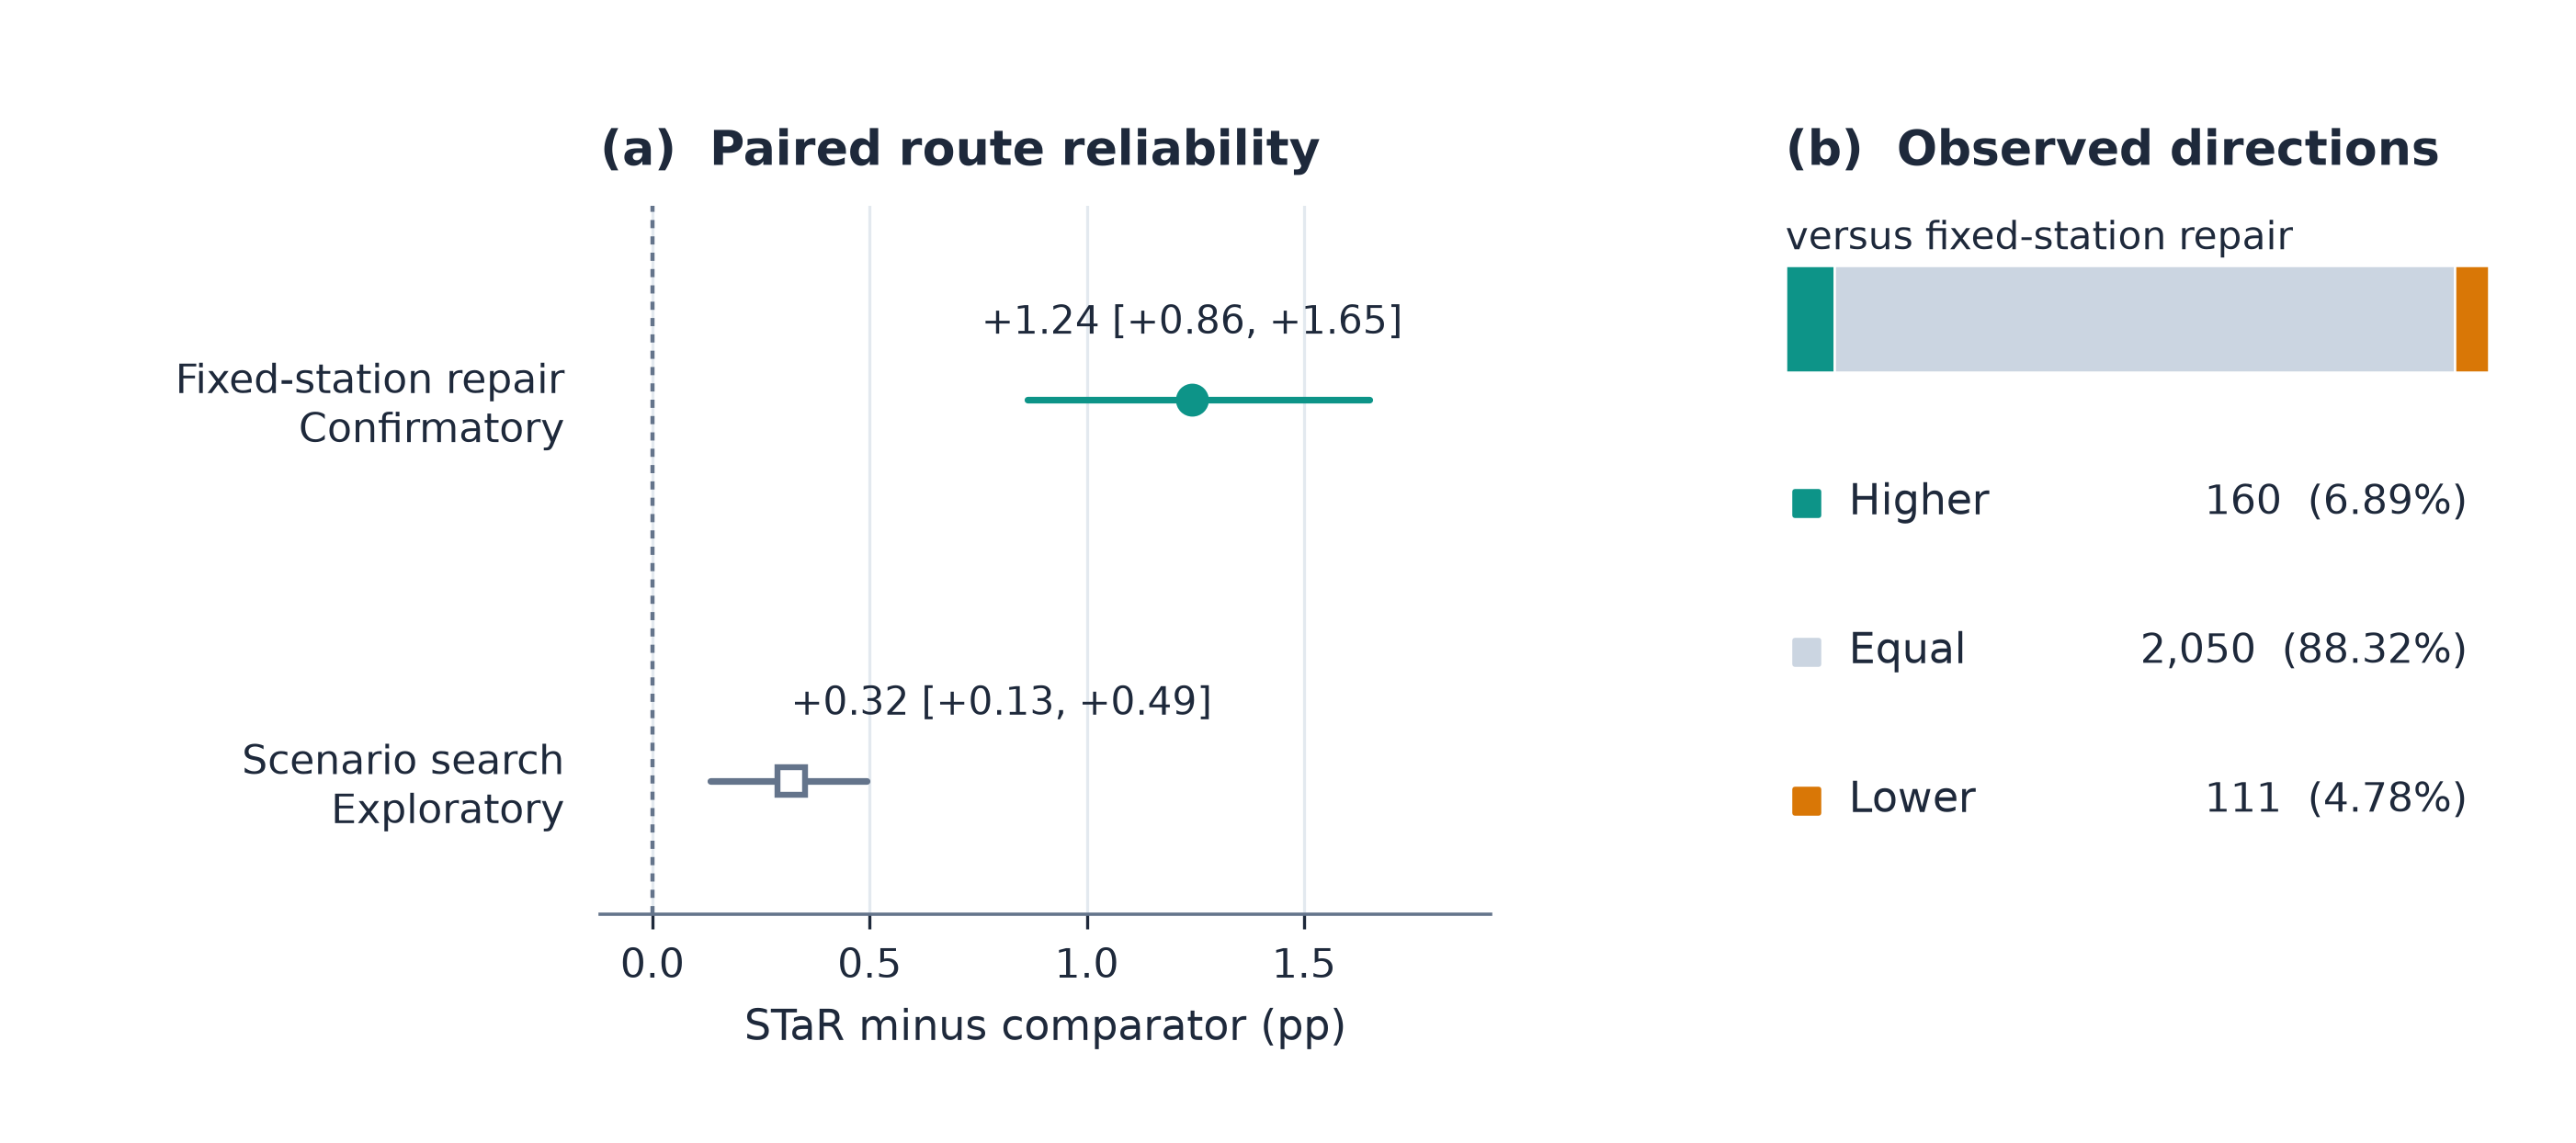 (a) Paired route reliability
+1.24 [+0.86, +1.65]
Fixed-station repair
Confirmatory
+0.32 [+0.13, +0.49]
Scenario search
Exploratory
0.0 0.5 1.0 1.5
STaR minus comparator (pp)
(b) Observed directions
versus fixed-station repair
Higher 160 (6.89%)
Equal 2,050 (88.32%)
Lower 111 (4.78%)